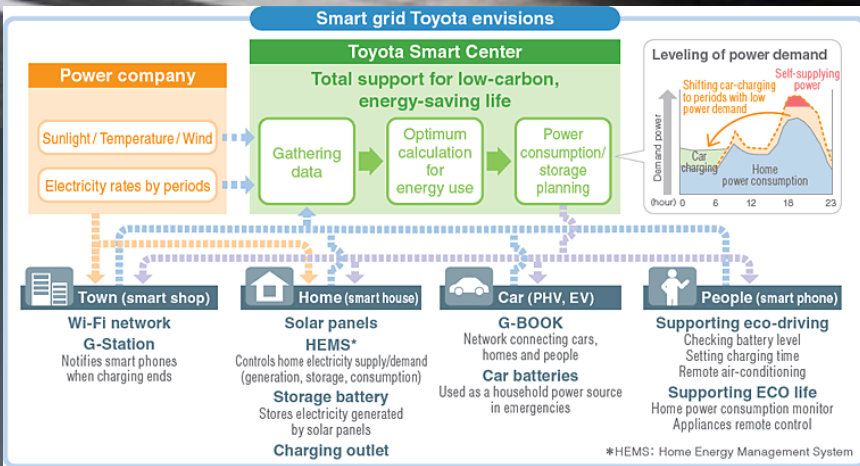 Smart grid Toyota envisions
Power company
Sunlight / Temperature / Wind
Electricity rates by periods
Toyota Smart Center
Total support for low-carbon,
energy-saving life
Gathering
data
Optimum
calculation
for
energy use
Power
consumption/
storage
planning
Leveling of power demand
Shifting car-charging
to periods with low
power demand
Self-supplying
power
Demand power
Car
charging
Home
power consumption
(hour) 0 6 12 18 23
Town (smart shop)
Wi-Fi network
G-Station
Notifies smart phones
when charging ends
Home (smart house)
Solar panels
HEMS*
Controls home electricity supply/demand
(generation, storage, consumption)
Storage battery
Stores electricity generated
by solar panels
Charging outlet
Car (PHV, EV)
G-BOOK
Network connecting cars,
homes and people
Car batteries
Used as a household power source
in emergencies
People (smart phone)
Supporting eco-driving
Checking battery level
Setting charging time
Remote air-conditioning
Supporting ECO life
Home power consumption monitor
Appliances remote control
*HEMS: Home Energy Management System